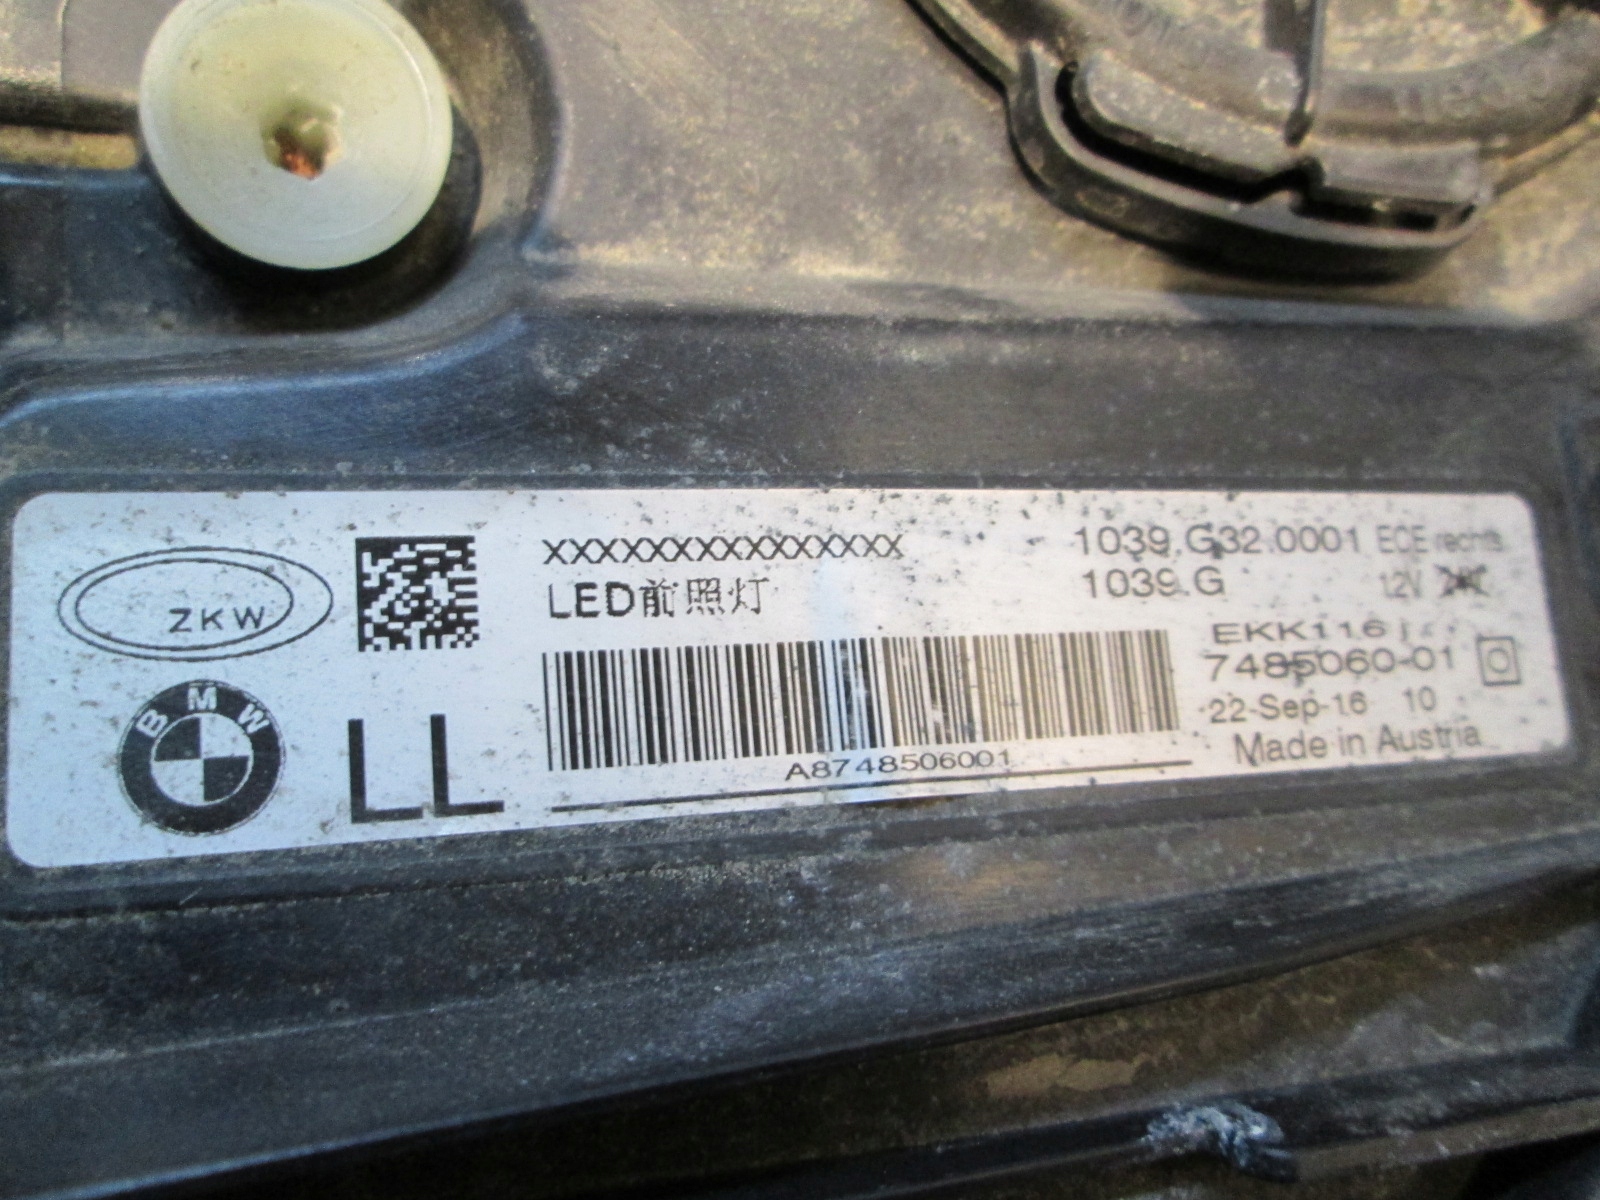 ZKW
BMW
LL
XXXXXXXXXXXXXXX
LED前照灯
A8748506001
1039.G32.0001 ECE rechts
1039.G 12V 24V
EKK116
7485060-01
22-Sep-16 10
Made in Austria